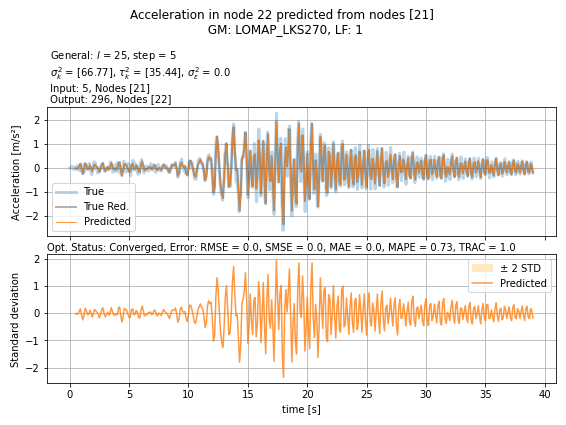 Acceleration in node 22 predicted from nodes [21]
GM: LOMAP_LKS270, LF: 1
General: l = 25, step = 5
σ²ₖ = [66.77], τ²ₖ = [35.44], σ²ε = 0.0
Input: 5, Nodes [21]
Output: 296, Nodes [22]
Acceleration [m/s²]
2
1
0
−1
−2
True
True Red.
Predicted
Opt. Status: Converged, Error: RMSE = 0.0, SMSE = 0.0, MAE = 0.0, MAPE = 0.73, TRAC = 1.0
Standard deviation
2
1
0
−1
−2
± 2 STD
Predicted
0 5 10 15 20 25 30 35 40
time [s]